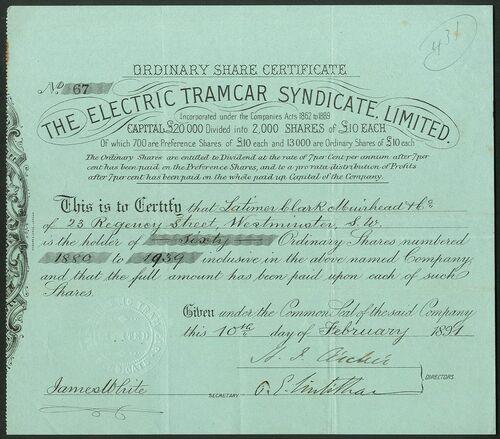 431
ORDINARY SHARE CERTIFICATE
No 67
THE ELECTRIC TRAMCAR SYNDICATE, LIMITED.
Incorporated under the Companies Acts 1862 to 1889
CAPITAL £20 000 Divided into 2,000 SHARES of £10 EACH
Of which 700 are Preference Shares of £10 each and 13000 are Ordinary Shares of £10 each
The Ordinary Shares are entitled to Dividend at the rate of 7 per Cent per annum after 7 per
cent has been paid on the Preference Shares, and to a pro rata distribution of Profits
after 7 per cent has been paid on the whole paid up Capital of the Company.
This is to Certify that Latimer Clark Muirhead & Co
of 23 Regency Street Westminster S.W.
is the holder of Sixty Ordinary Shares numbered
1880 to 1939 inclusive in the above named Company;
and that the full amount has been paid upon each of such
Shares.
Given under the Common Seal of the said Company
this 10th day of February 1891
DIRECTORS
James White SECRETARY